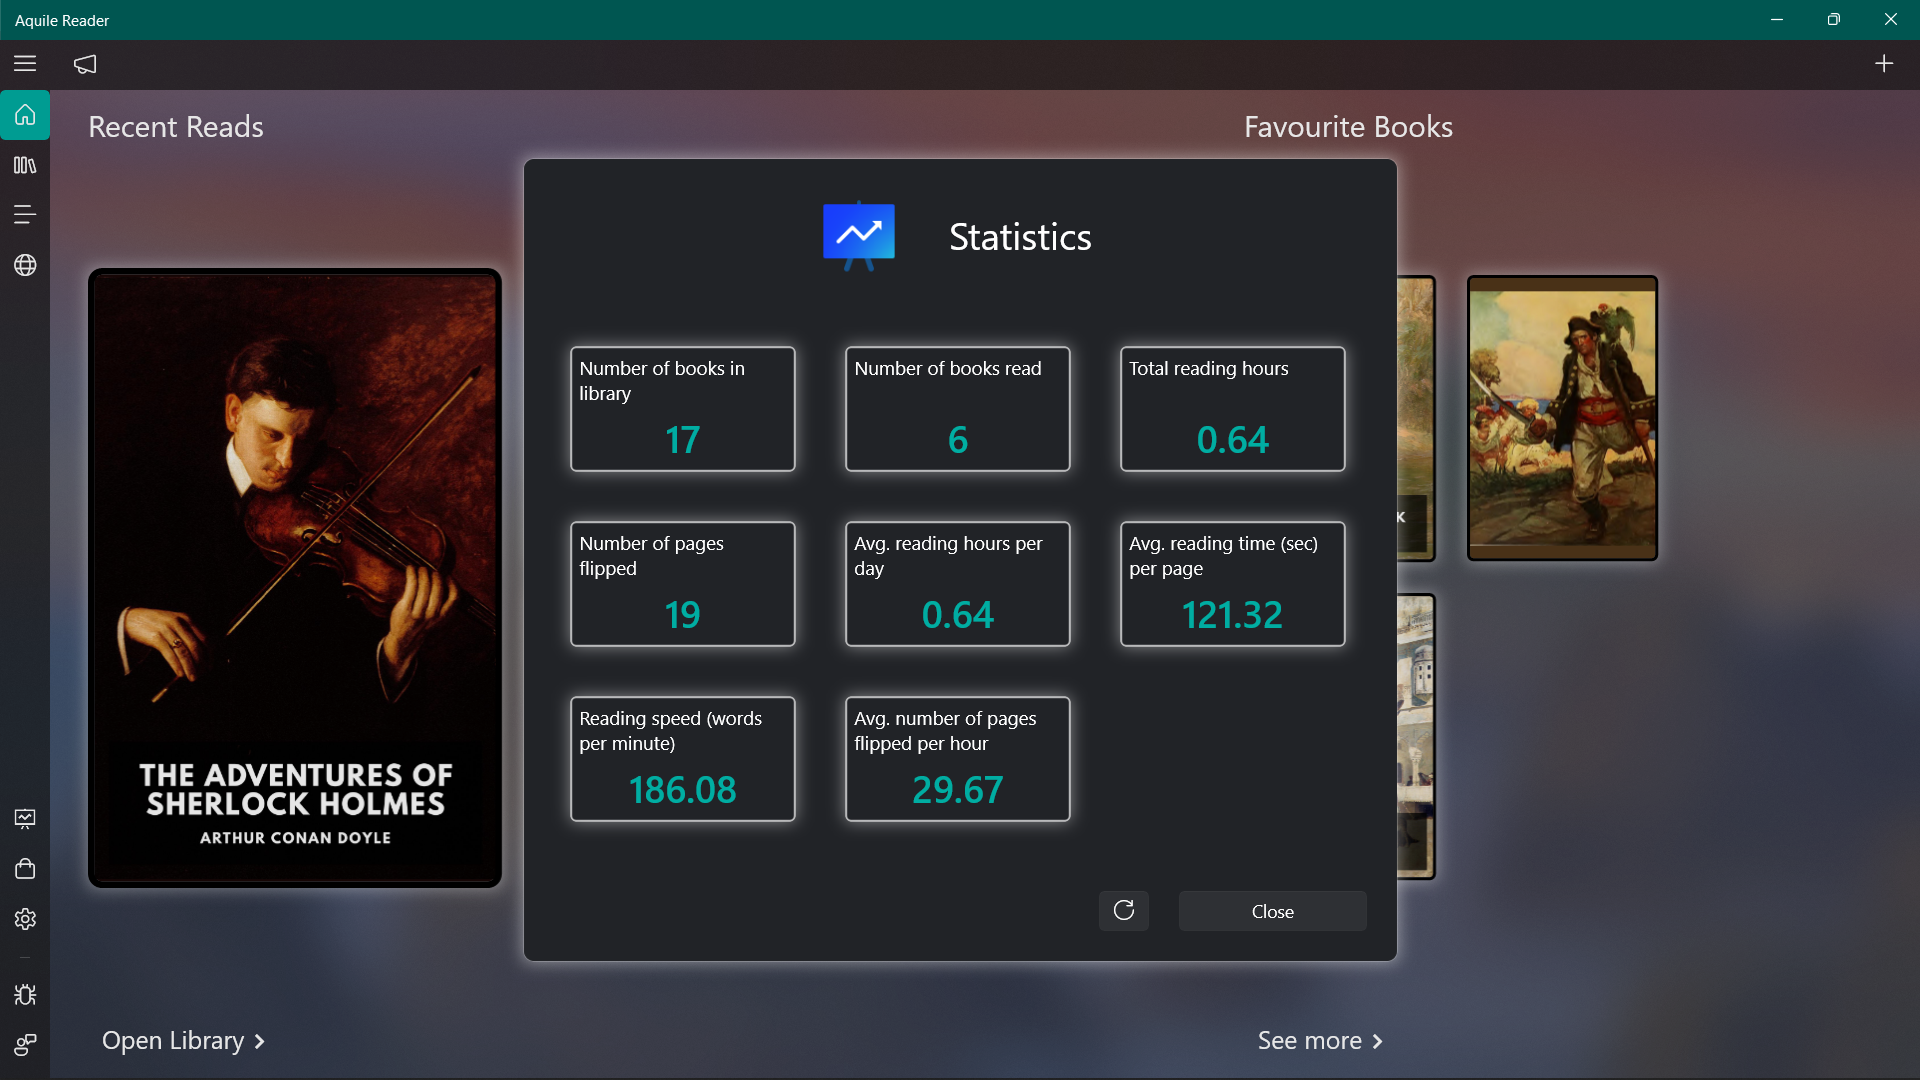 Aquile Reader
Recent Reads
Favourite Books
Statistics
Number of books in
library
17
Number of books read
6
Total reading hours
0.64
Number of pages
flipped
19
Avg. reading hours per
day
0.64
Avg. reading time (sec)
per page
121.32
Reading speed (words
per minute)
186.08
Avg. number of pages
flipped per hour
29.67
Close
THE ADVENTURES OF
SHERLOCK HOLMES
ARTHUR CONAN DOYLE
K
Open Library
See more